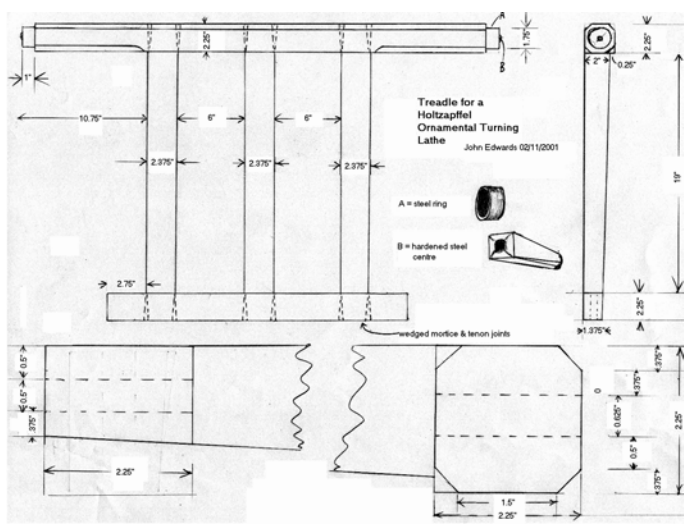 A
2.25"
1.75"
B
1"
2.25"
2"
0.25"
10.75"
6"
6"
2.375"
2.375"
2.375"
Treadle for a
Holtzapffel
Ornamental Turning
Lathe
John Edwards 02/11/2001
19"
A = steel ring
B = hardened steel
centre
2.75"
2.25"
wedged mortice & tenon joints
1.375"
0.5"
0.5"
.375"
2.25"
.375"
.375"
0.625"
0.5"
.375"
2.25"
1.5"
2.25"